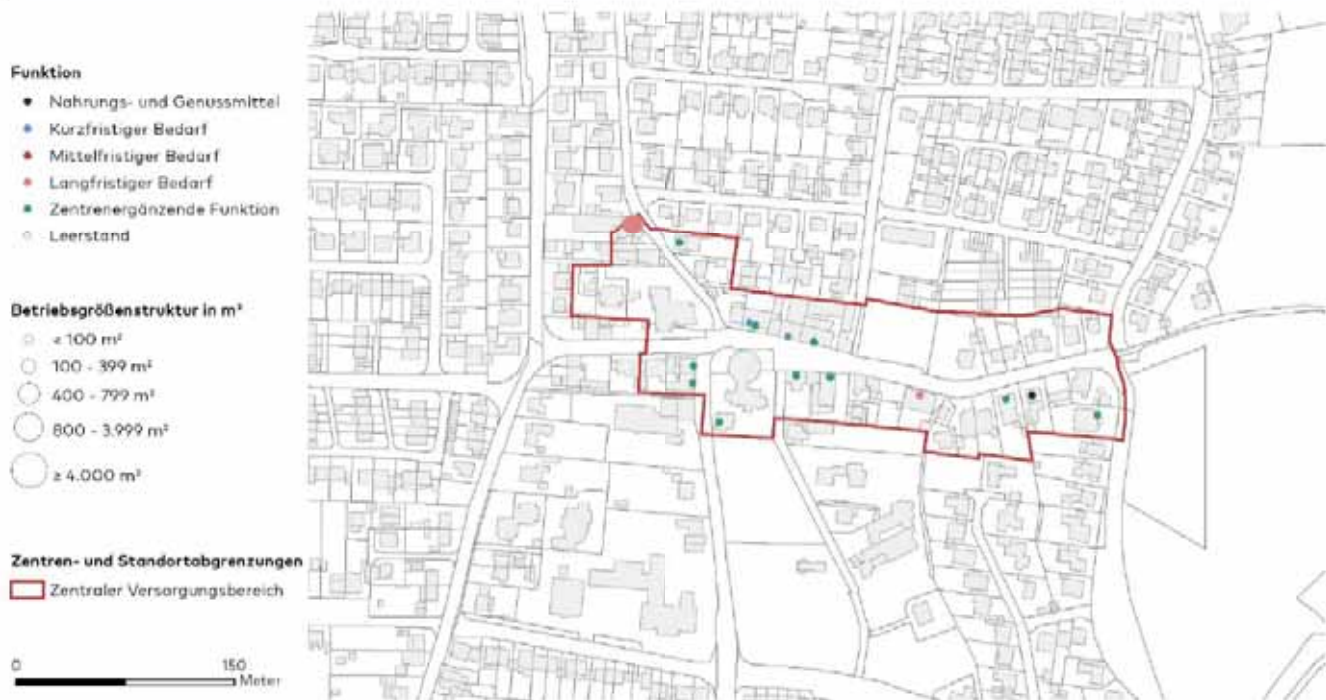 Funktion
Nahrungs- und Genussmittel
Kurzfristiger Bedarf
Mittelfristiger Bedarf
Langfristiger Bedarf
Zentrenergänzende Funktion
Leerstand
Betriebsgrößenstruktur in m²
< 100 m²
100 - 399 m²
400 - 799 m²
800 - 3.999 m²
≥ 4.000 m²
Zentren- und Standortabgrenzungen
Zentraler Versorgungsbereich
0 150
Meter